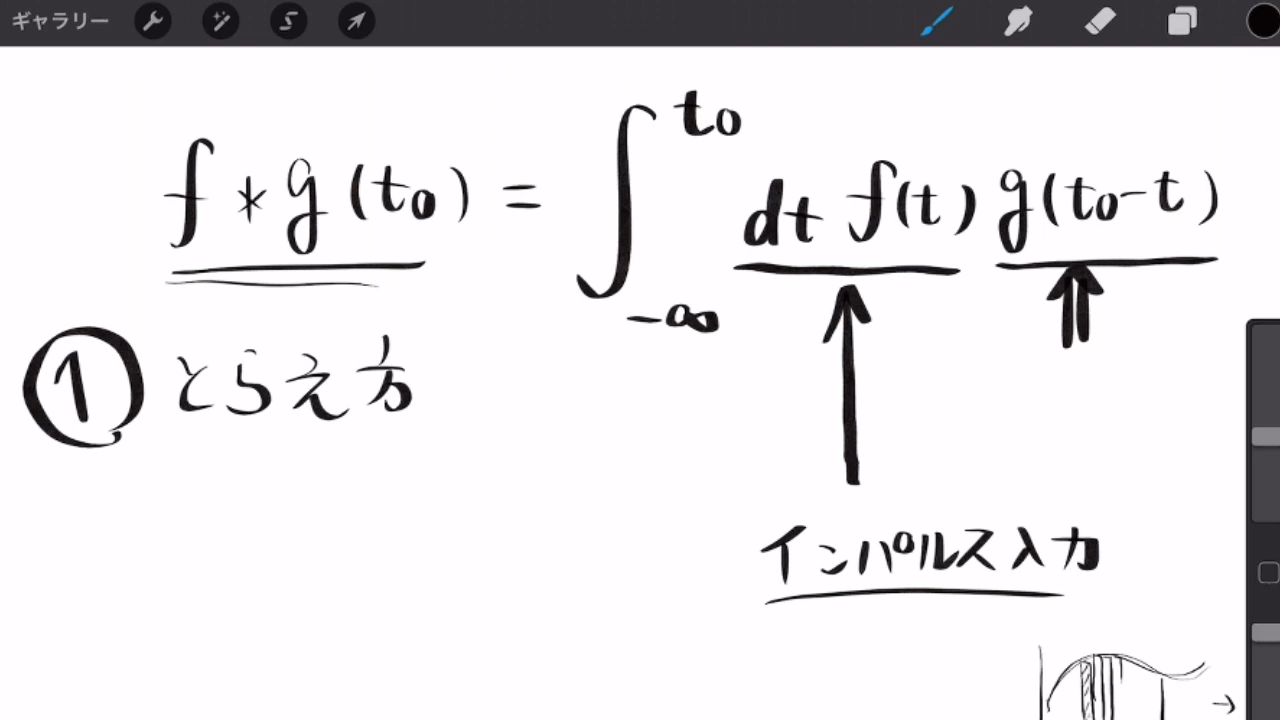 ギャラリー
f * g (t₀) = ∫_{-∞}^{t₀} dt f(t) g(t₀-t)
① とらえ方
インパルス入力